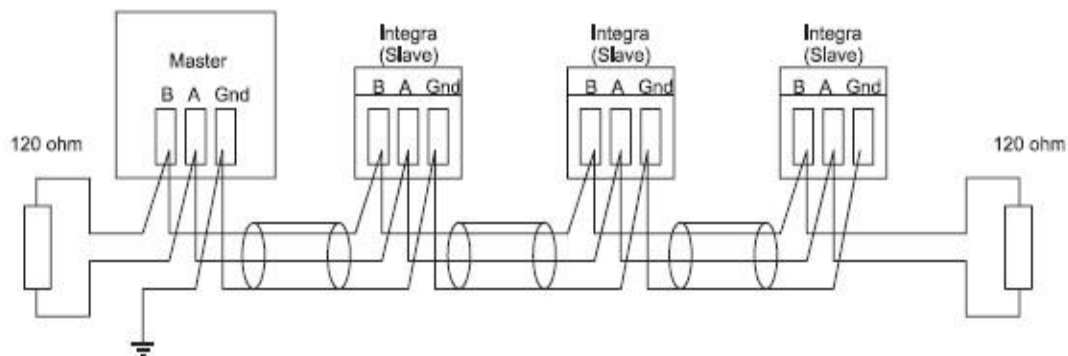 Master
B A Gnd
Integra
(Slave)
B A Gnd
Integra
(Slave)
B A Gnd
Integra
(Slave)
B A Gnd
120 ohm
120 ohm